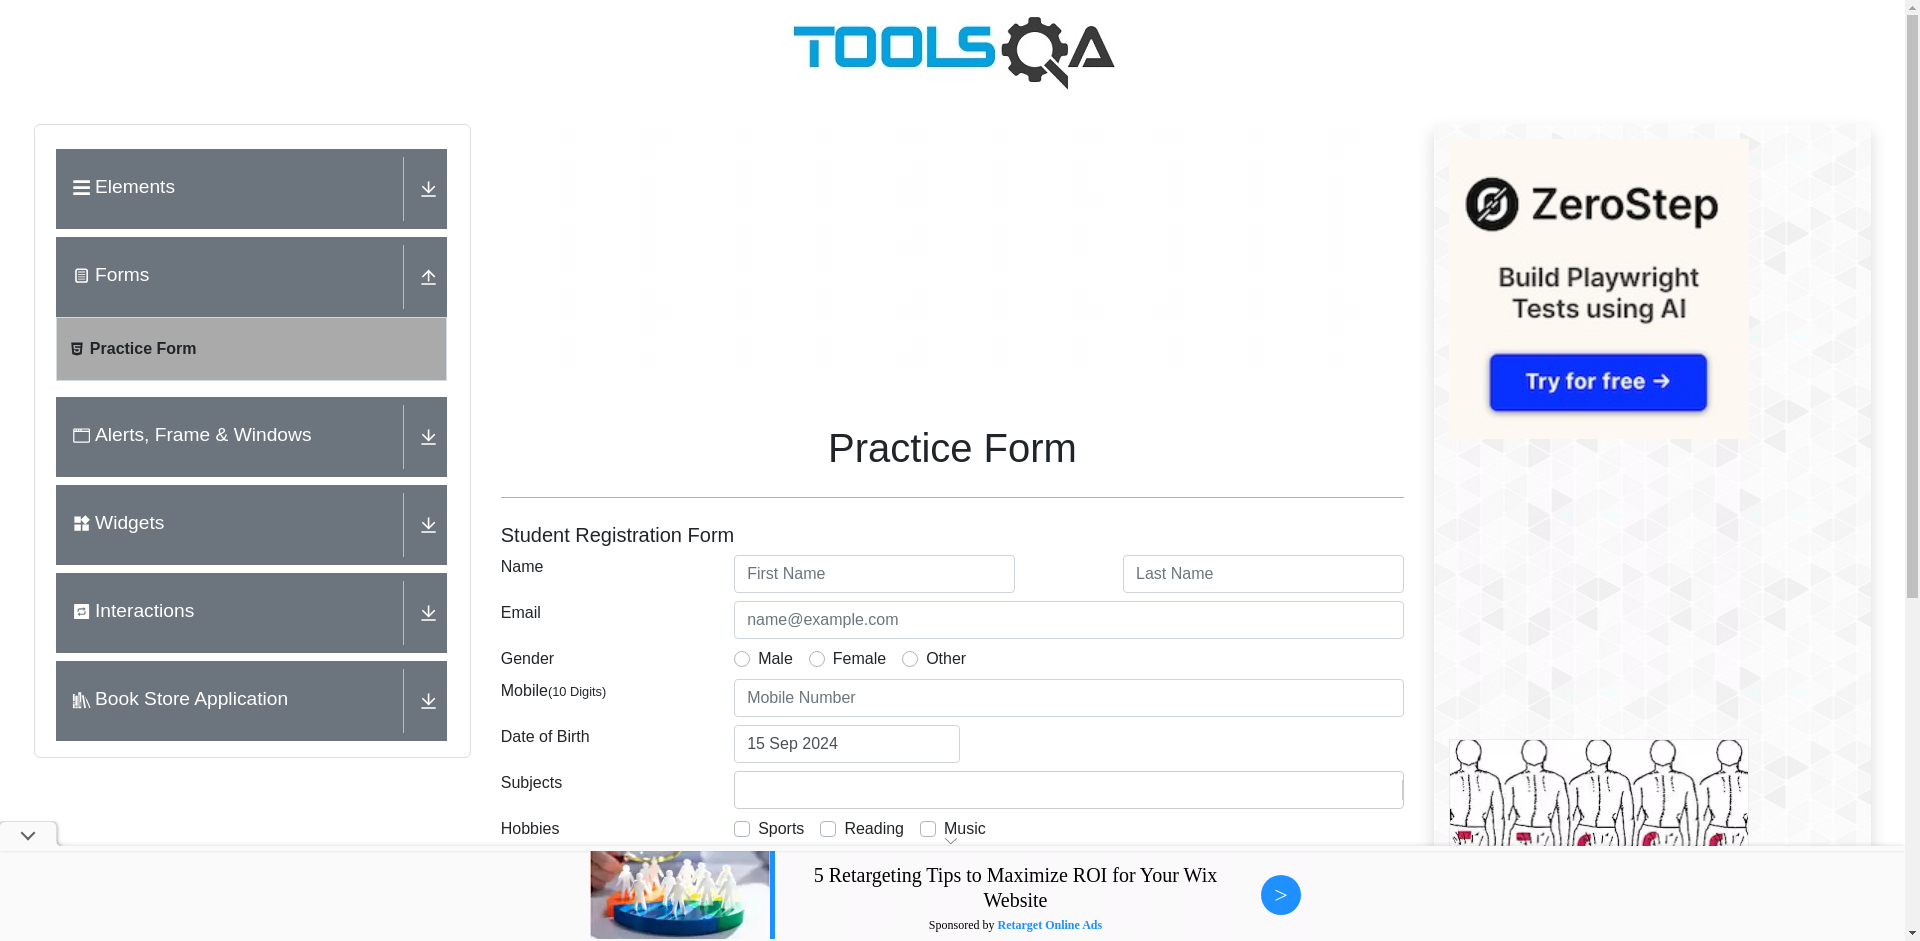 TOOLSQA
Elements
Forms
Practice Form
Alerts, Frame & Windows
Widgets
Interactions
Book Store Application
Practice Form
Student Registration Form
Name
First Name
Last Name
Email
name@example.com
Gender
Male
Female
Other
Mobile(10 Digits)
Mobile Number
Date of Birth
15 Sep 2024
Subjects
Hobbies
Sports
Reading
Music
ZeroStep
Build Playwright
Tests using AI
Try for free →
5 Retargeting Tips to Maximize ROI for Your Wix
Website
Sponsored by Retarget Online Ads
>